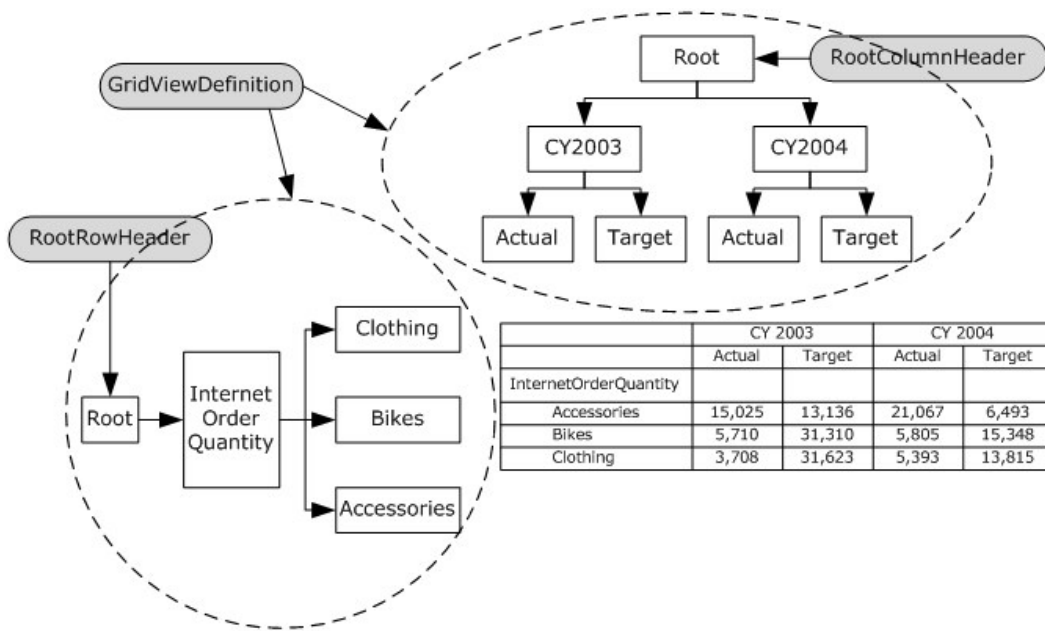 Root
RootColumnHeader
GridViewDefinition
CY2003
CY2004
Actual
Target
Actual
Target
RootRowHeader
Clothing
Internet
Order
Quantity
Root
Bikes
Accessories
CY 2003 CY 2004
Actual Target Actual Target
InternetOrderQuantity
Accessories 15,025 13,136 21,067 6,493
Bikes 5,710 31,310 5,805 15,348
Clothing 3,708 31,623 5,393 13,815